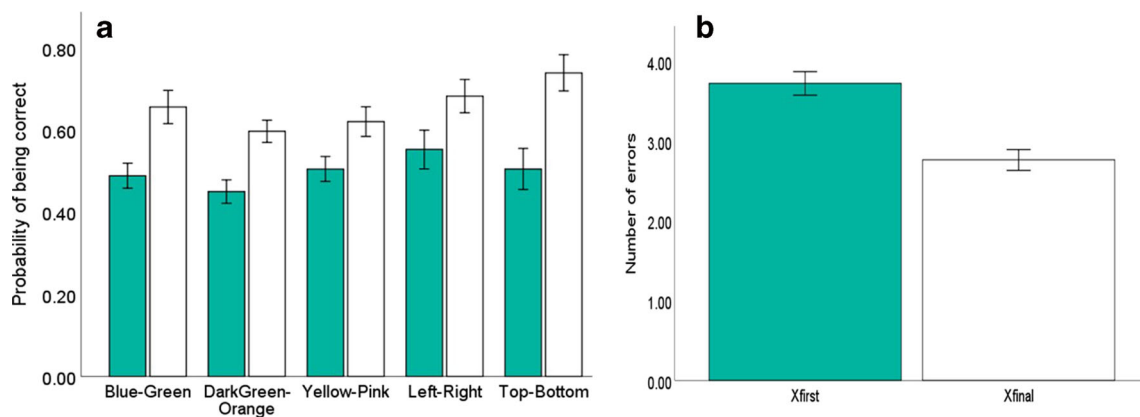 a
Probability of being correct
0.80
0.60
0.40
0.20
0.00
Blue-Green
DarkGreen-
Orange
Yellow-Pink
Left-Right
Top-Bottom
b
Number of errors
4.00
3.00
2.00
1.00
0.00
Xfirst
Xfinal